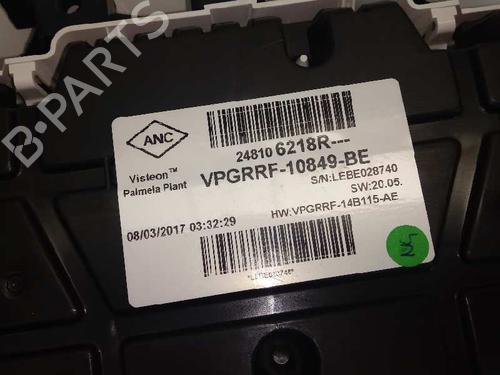 B-PARTS
ANC
Visteon™
Palmela Plant
24810 6218R---
VPGRRF-10849-BE
S/N:LEBE028740
SW:20.05.
HW:VPGRRF-14B115-AE
08/03/2017 03:32:29